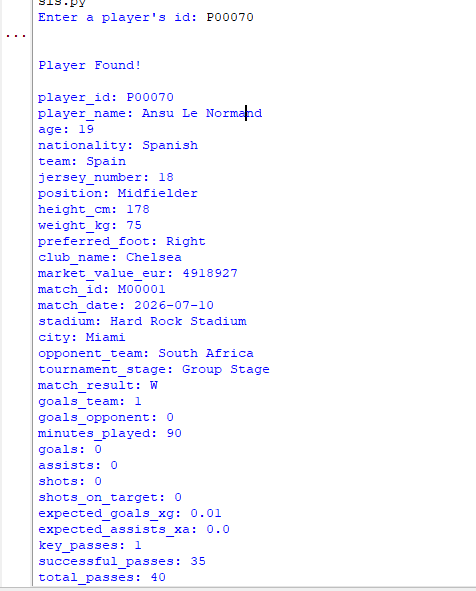 sis.py
Enter a player's id: P00070
...
Player Found!
player_id: P00070
player_name: Ansu Le Normand
age: 19
nationality: Spanish
team: Spain
jersey_number: 18
position: Midfielder
height_cm: 178
weight_kg: 75
preferred_foot: Right
club_name: Chelsea
market_value_eur: 4918927
match_id: M00001
match_date: 2026-07-10
stadium: Hard Rock Stadium
city: Miami
opponent_team: South Africa
tournament_stage: Group Stage
match_result: W
goals_team: 1
goals_opponent: 0
minutes_played: 90
goals: 0
assists: 0
shots: 0
shots_on_target: 0
expected_goals_xg: 0.01
expected_assists_xa: 0.0
key_passes: 1
successful_passes: 35
total_passes: 40